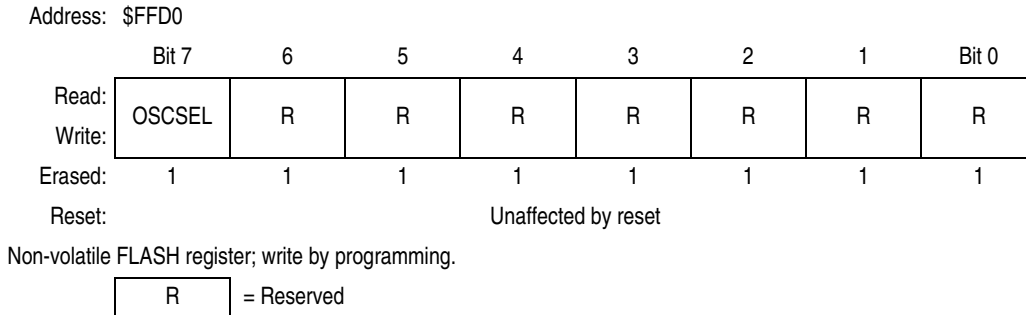 Address: $FFD0
Bit 7 6 5 4 3 2 1 Bit 0
Read:
OSCSEL R R R R R R R
Write:
Erased: 1 1 1 1 1 1 1 1
Reset: Unaffected by reset
Non-volatile FLASH register; write by programming.
R = Reserved